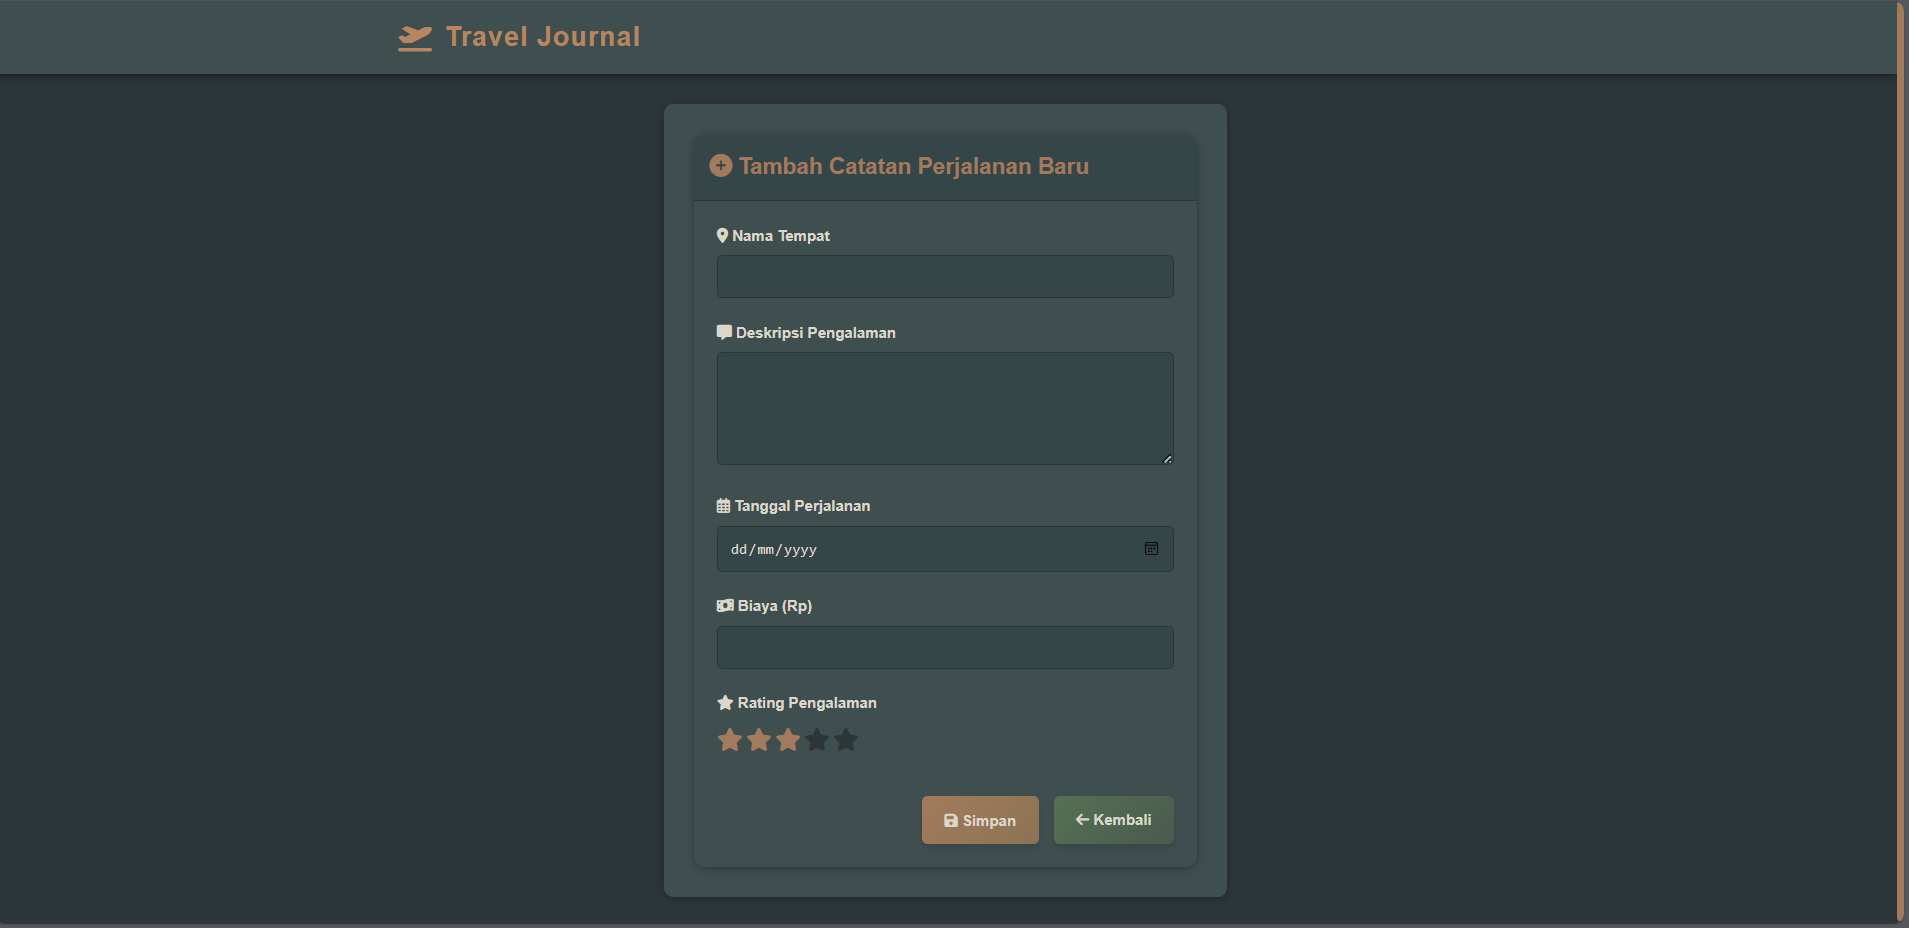 Travel Journal
Tambah Catatan Perjalanan Baru
Nama Tempat
Deskripsi Pengalaman
Tanggal Perjalanan
dd/mm/yyyy
Biaya (Rp)
Rating Pengalaman
Simpan
Kembali